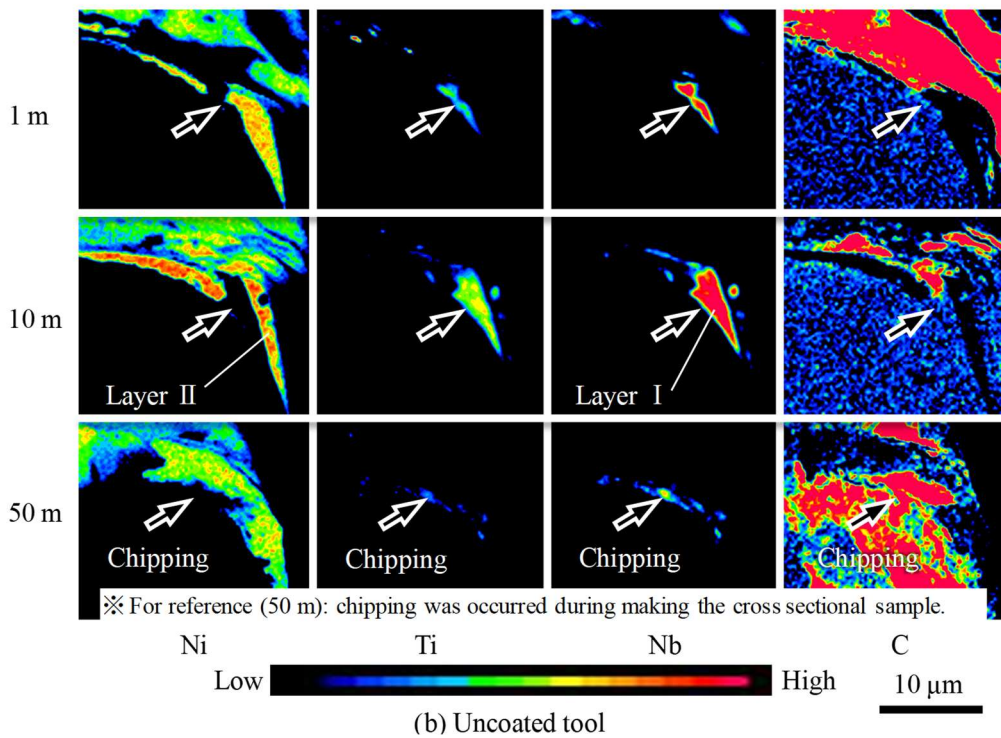 1 m
10 m
Layer Ⅱ
Layer Ⅰ
50 m
Chipping
Chipping
Chipping
Chipping
※ For reference (50 m): chipping was occurred during making the cross sectional sample.
Ni
Ti
Nb
C
Low
High
10 μm
(b) Uncoated tool